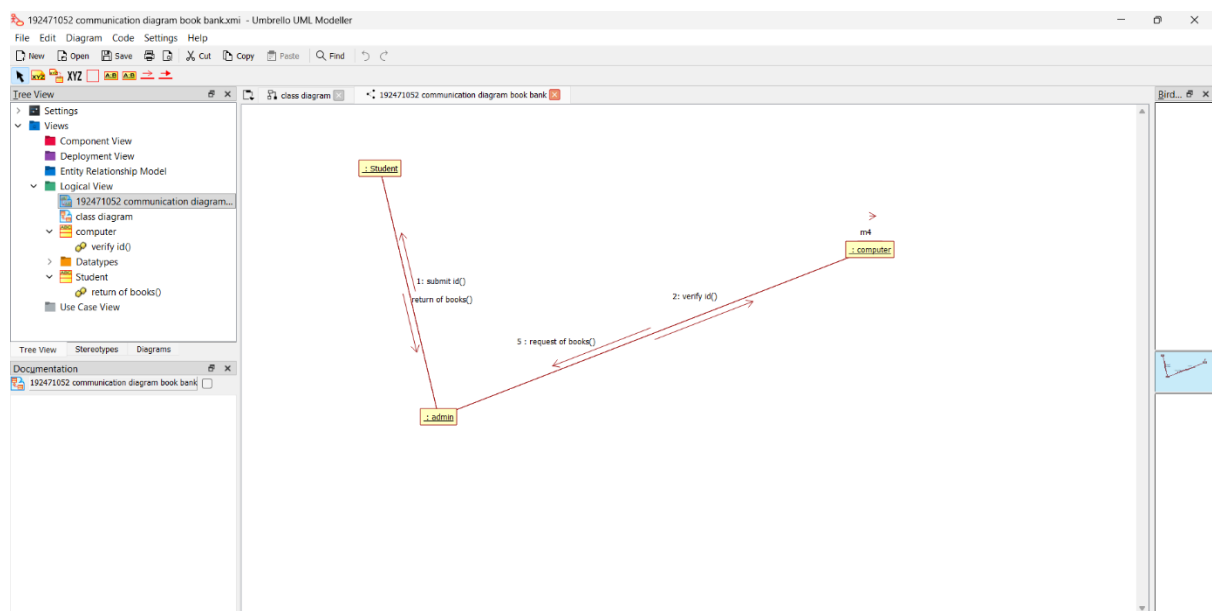 192471052 communication diagram book bank.xmi - Umbrello UML Modeller
File Edit Diagram Code Settings Help
New Open Save Cut Copy Paste Find
XYZ XYZ A.B A.B
Tree View
class diagram
192471052 communication diagram book bank
Bird...
Settings
Views
Component View
Deployment View
Entity Relationship Model
Logical View
192471052 communication diagram...
class diagram
ABC
computer
verify id()
Datatypes
ABC
Student
return of books()
Use Case View
Tree View Stereotypes Diagrams
Documentation
192471052 communication diagram book bank
: Student
1: submit id()
return of books()
m4
: computer
2: verify id()
5 : request of books()
: admin